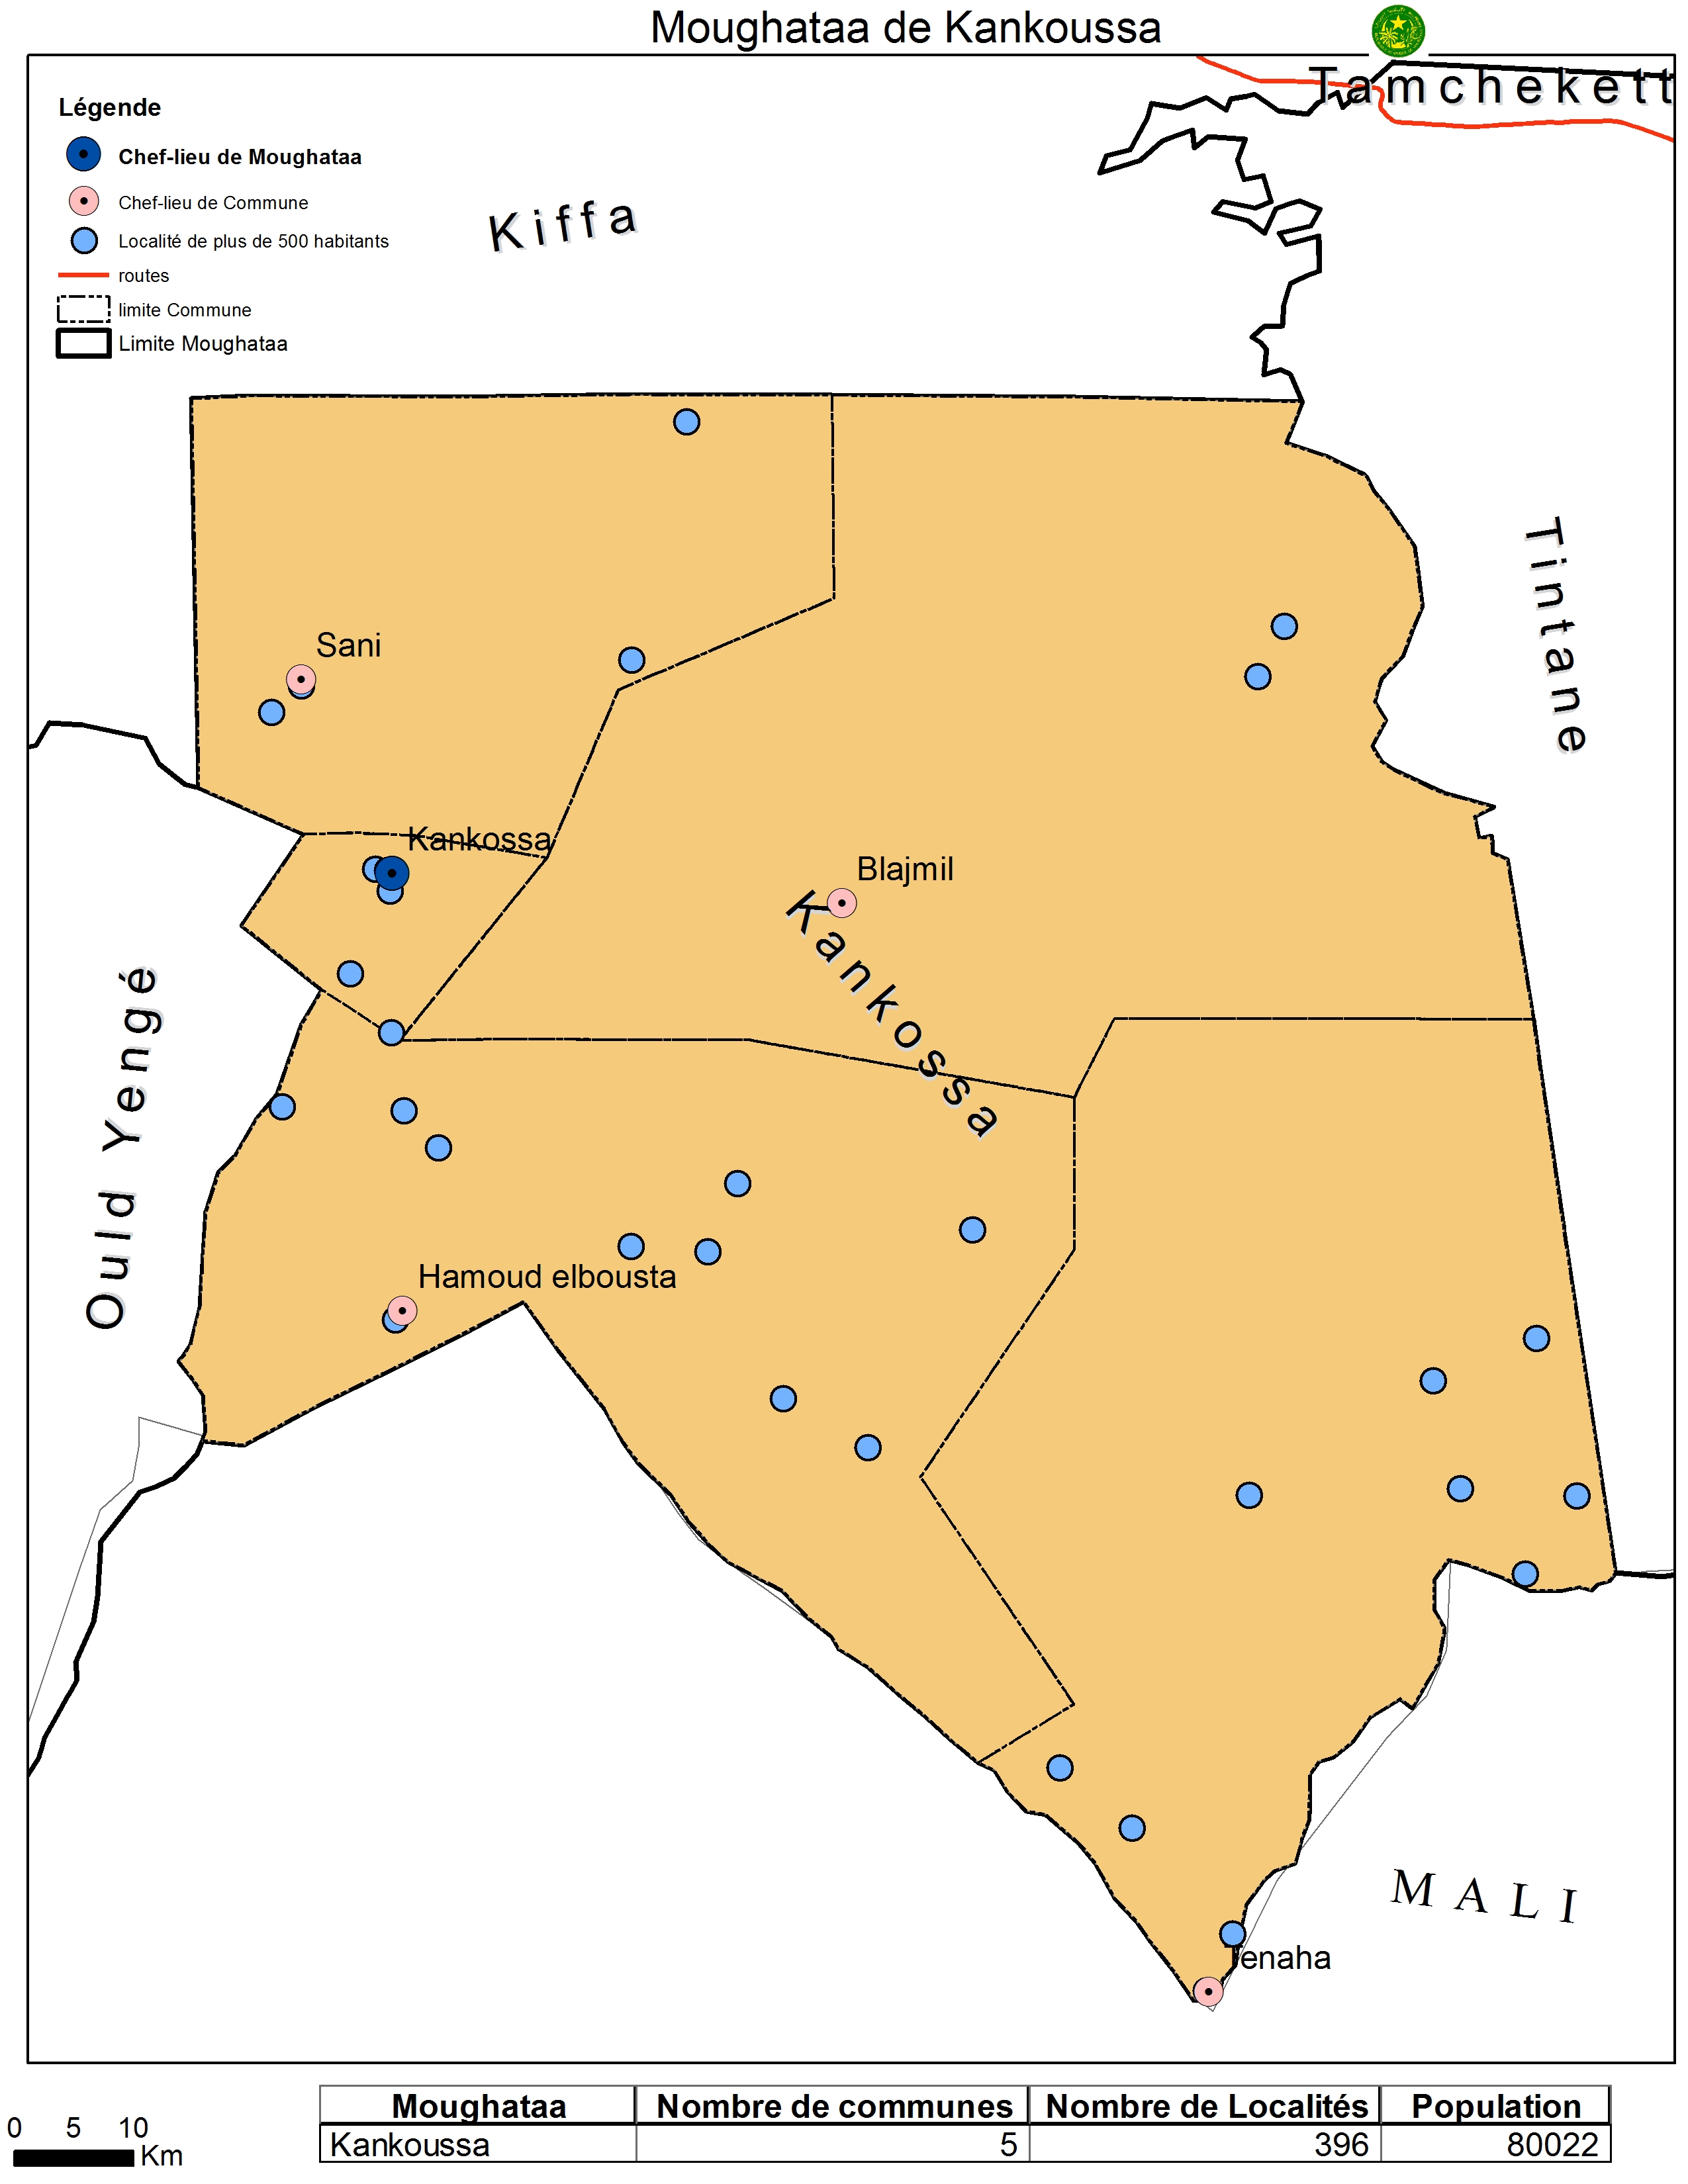 Moughataa de Kankoussa
Tamchekett
Légende
Chef-lieu de Moughataa
Chef-lieu de Commune
Localité de plus de 500 habitants
routes
limite Commune
Limite Moughataa
Kiffa
Tintane
Sani
Kankossa
Blajmil
Kankossa
Ould Yengé
Hamoud elbousta
MALI
enaha
0 5 10
Km
Moughataa Nombre de communes Nombre de Localités Population
Kankoussa 5 396 80022